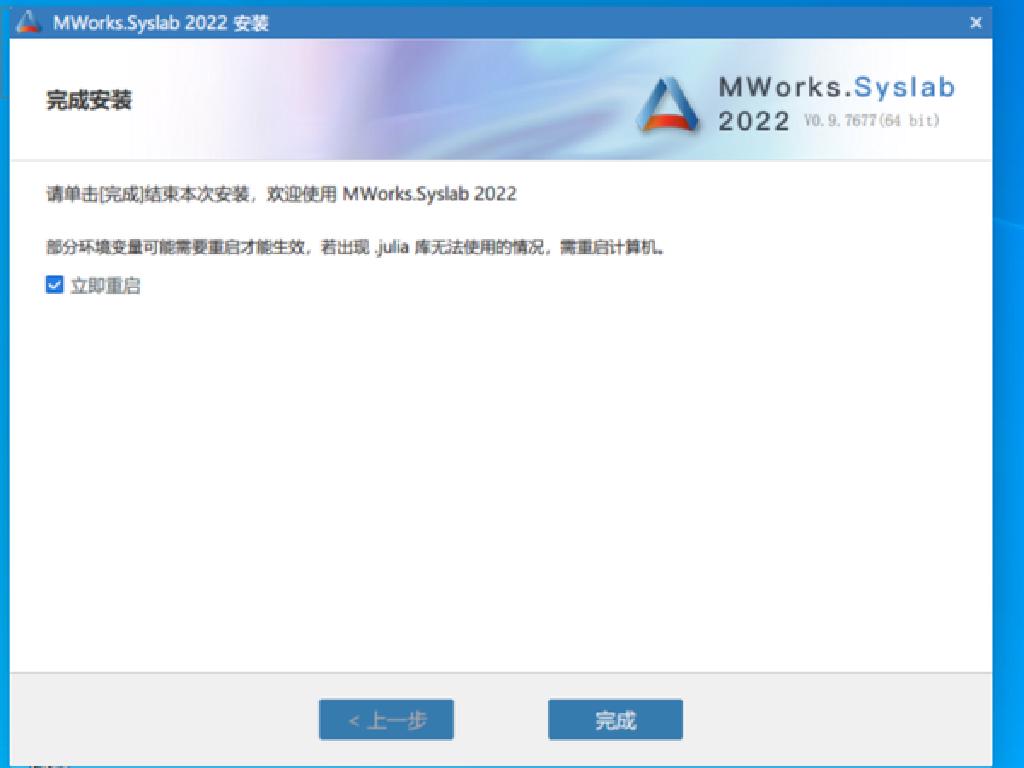 MWorks.Syslab 2022 安装
完成安装
MWorks.Syslab
2022 V0.9.7677(64 bit)
请单击[完成]结束本次安装，欢迎使用 MWorks.Syslab 2022
部分环境变量可能需要重启才能生效，若出现 .julia 库无法使用的情况，需重启计算机。
立即重启
< 上一步
完成